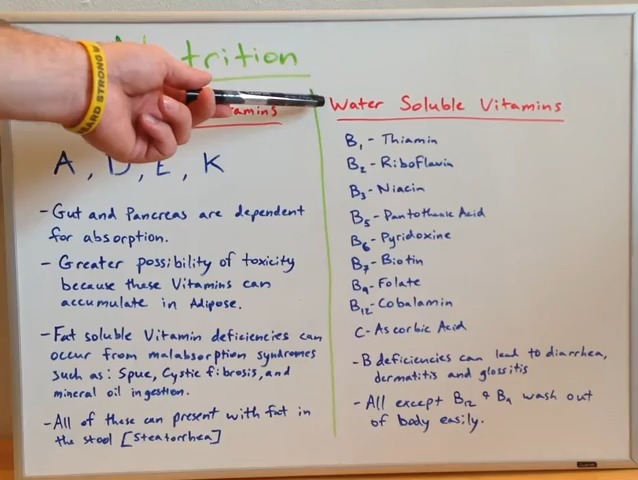 Nutrition
Water Soluble Vitamins
A, D, E, K
- Gut and Pancreas are dependent
for absorption.
- Greater possibility of toxicity
because these Vitamins can
accumulate in Adipose.
- Fat soluble Vitamin deficiencies can
occur from malabsorption syndromes
such as: Spue, Cystic fibrosis, and
mineral oil ingestion.
- All of these can present with fat in
the stool [Steatorrhea]
B1 - Thiamin
B2 - Riboflavin
B3 - Niacin
B5 - Pantothenic Acid
B6 - Pyridoxine
B7 - Biotin
B9 - Folate
B12 - Cobalamin
C - Ascorbic Acid
- B deficiencies can lead to diarrhea,
dermatitis and glossitis
- All except B12 & B9 wash out
of body easily.